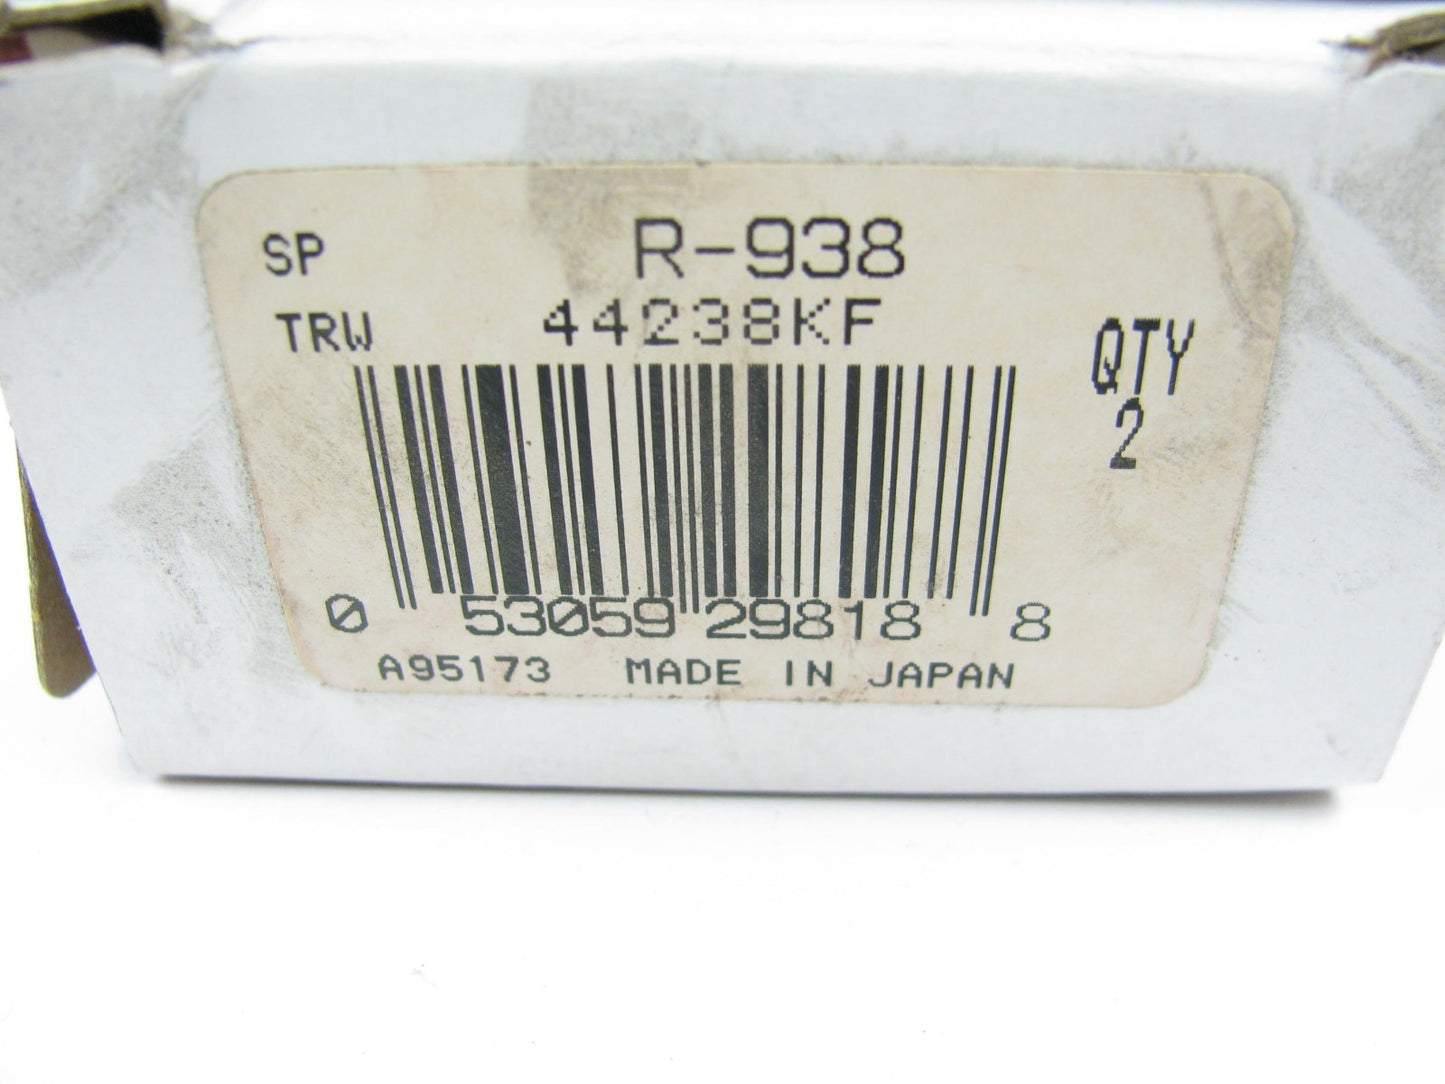 SP R-938
TRW 44238KF
QTY
2
0 53059 29818 8
A95173 MADE IN JAPAN